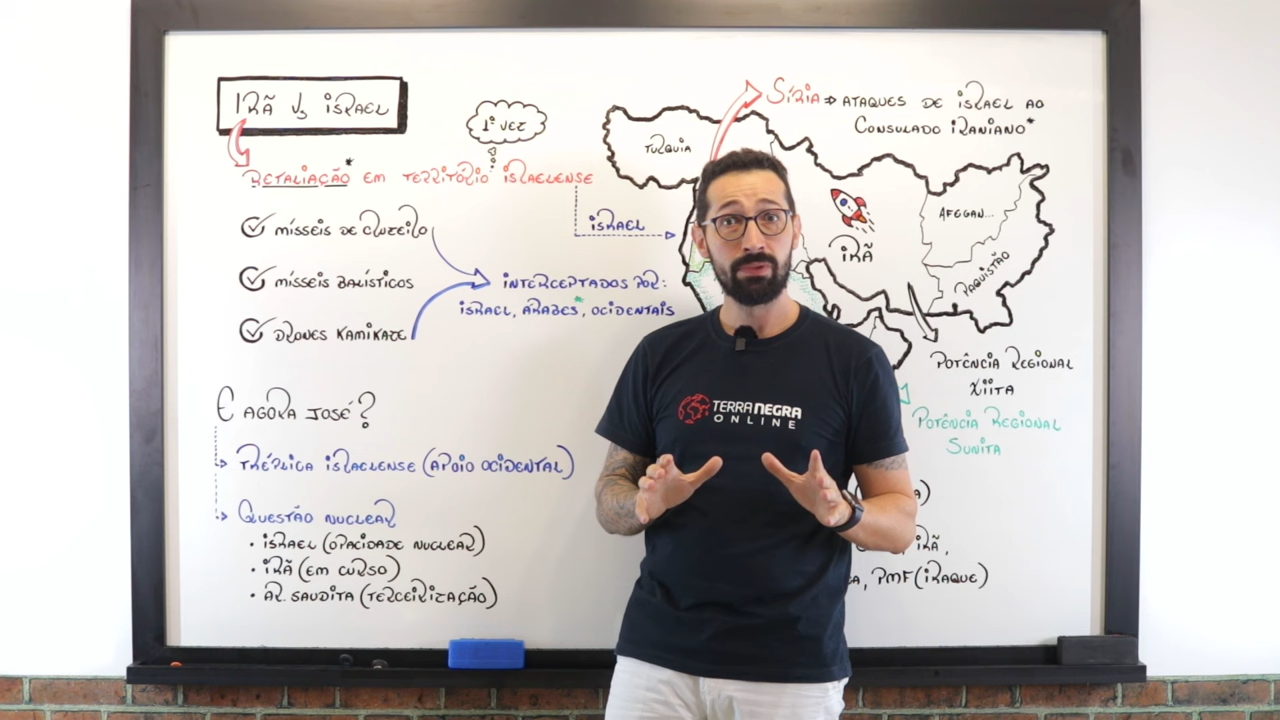 IRÃ VS ISRAEL
1ª VEZ
RETALIAÇÃO* EM TERRITÓRIO ISRAELENSE
MÍSSEIS DE CRUZEIRO
MÍSSEIS BALÍSTICOS
DRONES KAMIKAZE
ISRAEL
INTERCEPTADOS POR:
ISRAEL, ÁRABES*, OCIDENTAIS
E AGORA JOSÉ?
TRÉPLICA ISRAELENSE (APOIO OCIDENTAL)
QUESTÃO NUCLEAR
• ISRAEL (OPACIDADE NUCLEAR)
• IRÃ (EM CURSO)
• AR. SAUDITA (TERCEIRIZAÇÃO)
SÍRIA ⇒ ATAQUES DE ISRAEL AO
CONSULADO IRANIANO*
TURQUIA
IRÃ
AFEGAN...
PAQUISTÃO
POTÊNCIA REGIONAL
XIITA
POTÊNCIA REGIONAL
SUNITA
IRÃ,
, PMF (IRAQUE)
TERRA NEGRA
ONLINE